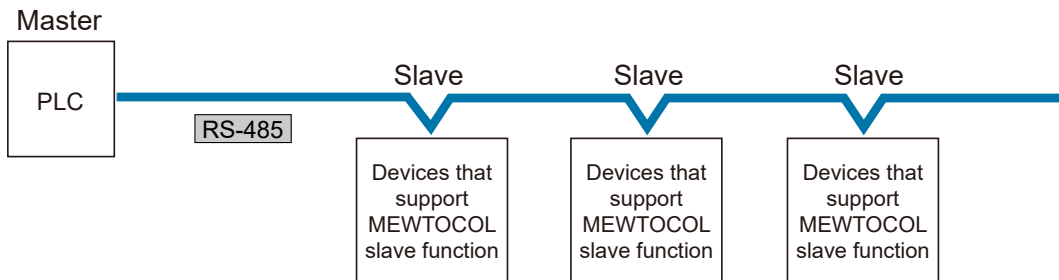 Master
PLC
RS-485
Slave
Slave
Slave
Devices that
support
MEWTOCOL
slave function
Devices that
support
MEWTOCOL
slave function
Devices that
support
MEWTOCOL
slave function